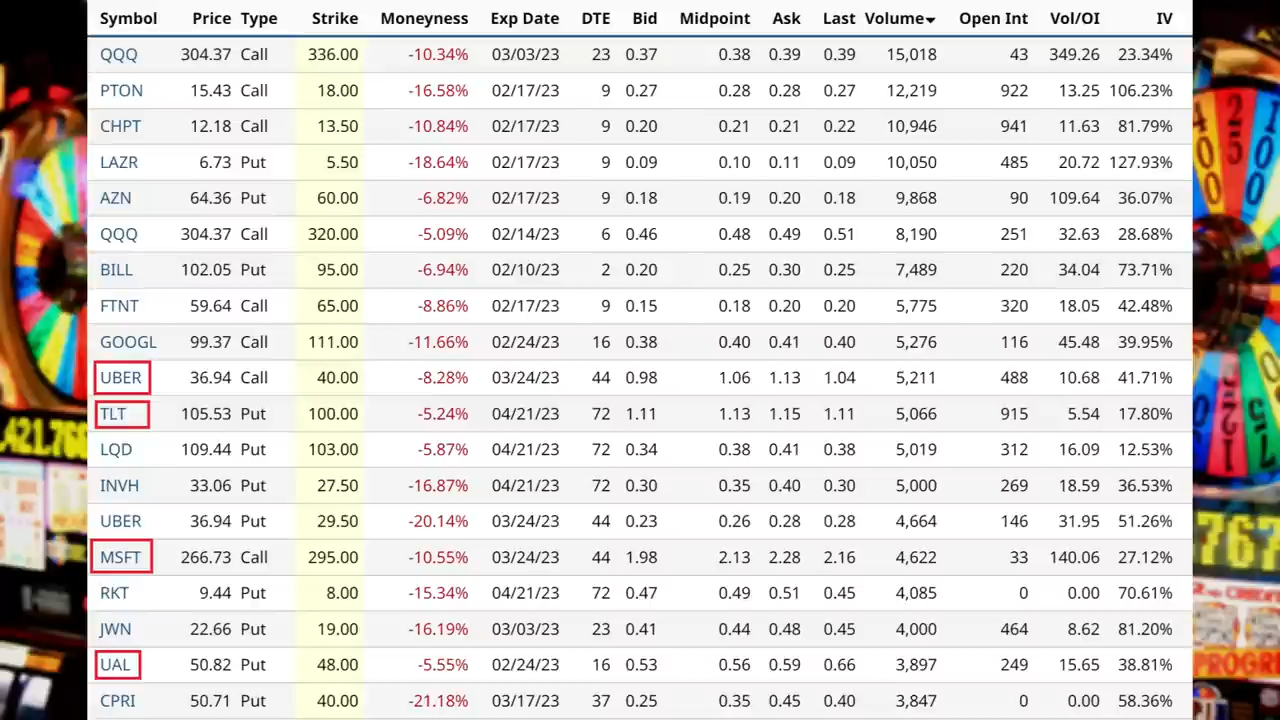 Symbol Price Type Strike Moneyness Exp Date DTE Bid Midpoint Ask Last Volume Open Int Vol/OI IV
QQQ 304.37 Call 336.00 -10.34% 03/03/23 23 0.37 0.38 0.39 0.39 15,018 43 349.26 23.34%
PTON 15.43 Call 18.00 -16.58% 02/17/23 9 0.27 0.28 0.28 0.27 12,219 922 13.25 106.23%
CHPT 12.18 Call 13.50 -10.84% 02/17/23 9 0.20 0.21 0.21 0.22 10,946 941 11.63 81.79%
LAZR 6.73 Put 5.50 -18.64% 02/17/23 9 0.09 0.10 0.11 0.09 10,050 485 20.72 127.93%
AZN 64.36 Put 60.00 -6.82% 02/17/23 9 0.18 0.19 0.20 0.18 9,868 90 109.64 36.07%
QQQ 304.37 Call 320.00 -5.09% 02/14/23 6 0.46 0.48 0.49 0.51 8,190 251 32.63 28.68%
BILL 102.05 Put 95.00 -6.94% 02/10/23 2 0.20 0.25 0.30 0.25 7,489 220 34.04 73.71%
FTNT 59.64 Call 65.00 -8.86% 02/17/23 9 0.15 0.18 0.20 0.20 5,775 320 18.05 42.48%
GOOGL 99.37 Call 111.00 -11.66% 02/24/23 16 0.38 0.40 0.41 0.40 5,276 116 45.48 39.95%
UBER 36.94 Call 40.00 -8.28% 03/24/23 44 0.98 1.06 1.13 1.04 5,211 488 10.68 41.71%
TLT 105.53 Put 100.00 -5.24% 04/21/23 72 1.11 1.13 1.15 1.11 5,066 915 5.54 17.80%
LQD 109.44 Put 103.00 -5.87% 04/21/23 72 0.34 0.38 0.41 0.38 5,019 312 16.09 12.53%
INVH 33.06 Put 27.50 -16.87% 04/21/23 72 0.30 0.35 0.40 0.30 5,000 269 18.59 36.53%
UBER 36.94 Put 29.50 -20.14% 03/24/23 44 0.23 0.26 0.28 0.28 4,664 146 31.95 51.26%
MSFT 266.73 Call 295.00 -10.55% 03/24/23 44 1.98 2.13 2.28 2.16 4,622 33 140.06 27.12%
RKT 9.44 Put 8.00 -15.34% 04/21/23 72 0.47 0.49 0.51 0.45 4,085 0 0.00 70.61%
JWN 22.66 Put 19.00 -16.19% 03/03/23 23 0.41 0.44 0.48 0.45 4,000 464 8.62 81.20%
UAL 50.82 Put 48.00 -5.55% 02/24/23 16 0.53 0.56 0.59 0.66 3,897 249 15.65 38.81%
CPRI 50.71 Put 40.00 -21.18% 03/17/23 37 0.25 0.35 0.45 0.40 3,847 0 0.00 58.36%